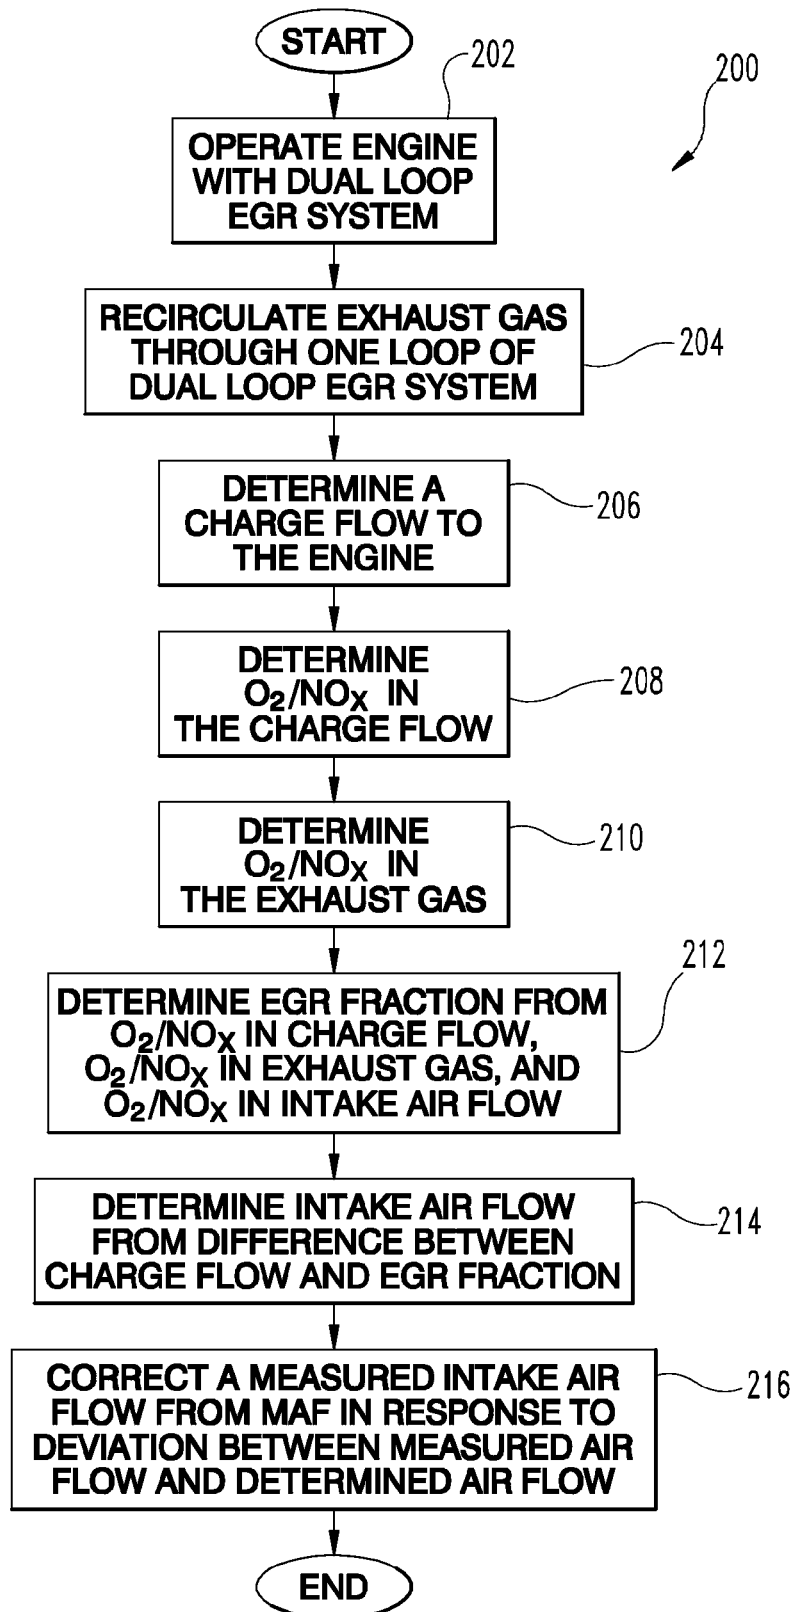 START
202
200
OPERATE ENGINE
WITH DUAL LOOP
EGR SYSTEM
RECIRCULATE EXHAUST GAS
THROUGH ONE LOOP OF
DUAL LOOP EGR SYSTEM
204
DETERMINE A
CHARGE FLOW TO
THE ENGINE
206
DETERMINE
O₂/NOX IN
THE CHARGE FLOW
208
DETERMINE
O₂/NOX IN
THE EXHAUST GAS
210
212
DETERMINE EGR FRACTION FROM
O₂/NOX IN CHARGE FLOW,
O₂/NOX IN EXHAUST GAS, AND
O₂/NOX IN INTAKE AIR FLOW
DETERMINE INTAKE AIR FLOW
FROM DIFFERENCE BETWEEN
CHARGE FLOW AND EGR FRACTION
214
CORRECT A MEASURED INTAKE AIR
FLOW FROM MAF IN RESPONSE TO
DEVIATION BETWEEN MEASURED AIR
FLOW AND DETERMINED AIR FLOW
216
END